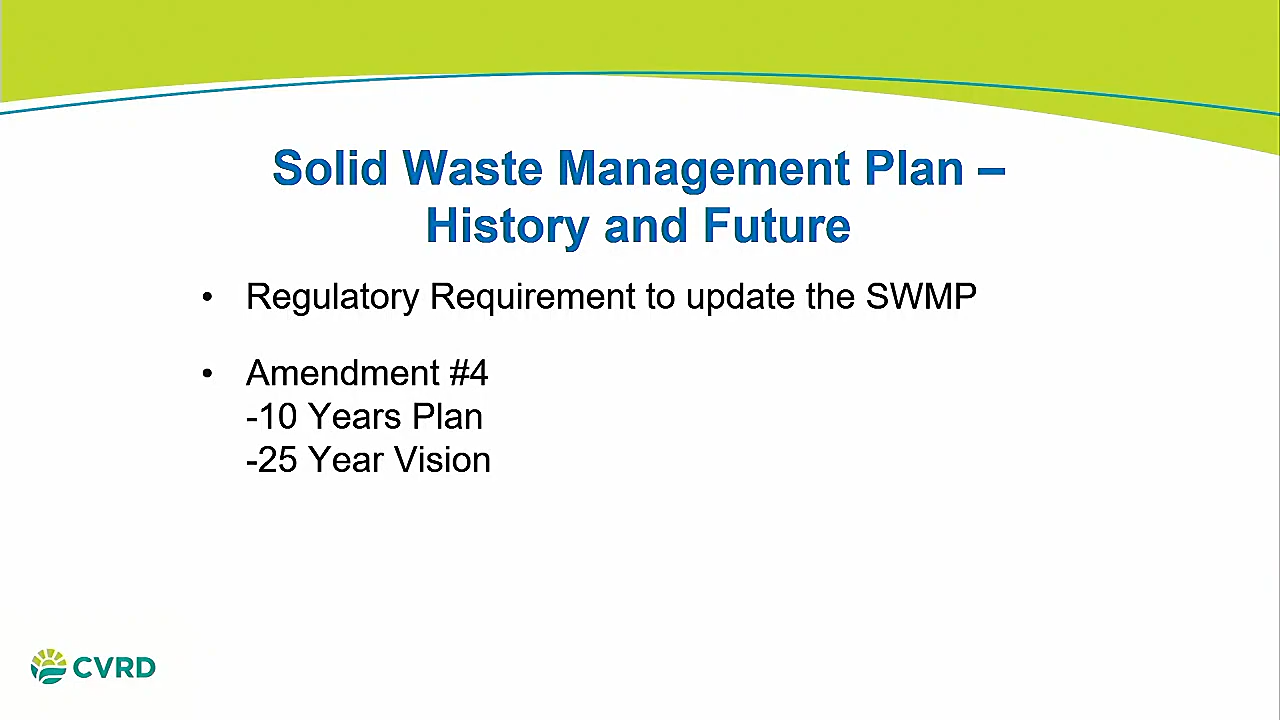 Solid Waste Management Plan –
History and Future
• Regulatory Requirement to update the SWMP
• Amendment #4
-10 Years Plan
-25 Year Vision
CVRD